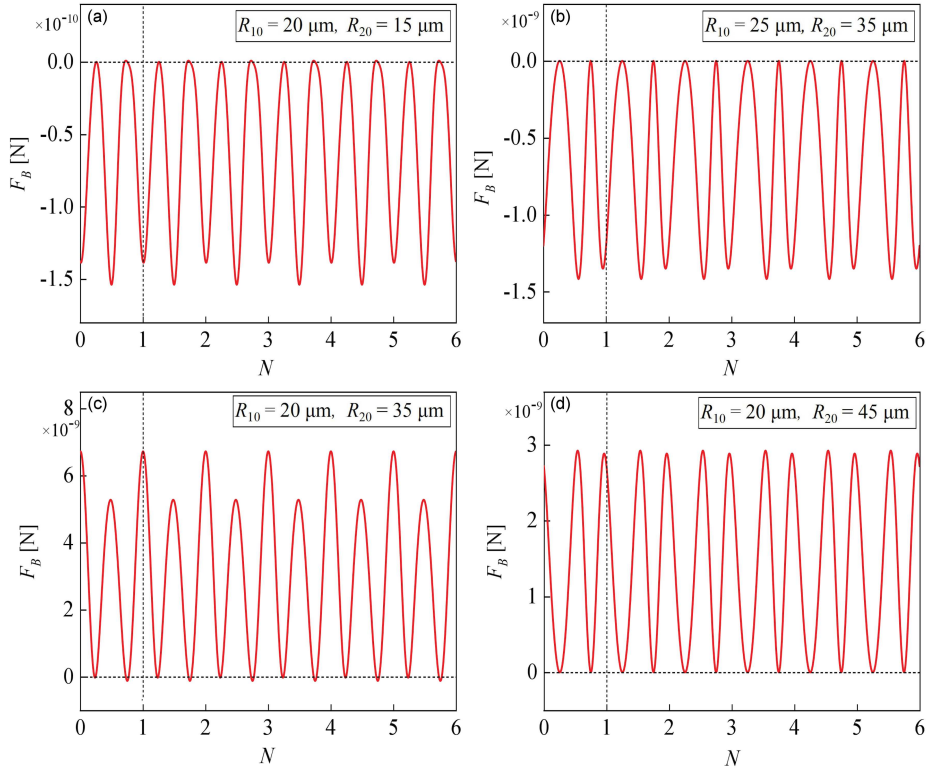 (a)
×10⁻¹⁰
R₁₀ = 20 μm, R₂₀ = 15 μm
0.0
-0.5
-1.0
-1.5
F_B [N]
0 1 2 3 4 5 6
N
(b)
×10⁻⁹
R₁₀ = 25 μm, R₂₀ = 35 μm
0.0
-0.5
-1.0
-1.5
F_B [N]
0 1 2 3 4 5 6
N
(c)
8
×10⁻⁹
R₁₀ = 20 μm, R₂₀ = 35 μm
6
4
2
0
F_B [N]
0 1 2 3 4 5 6
N
(d)
×10⁻⁹
R₁₀ = 20 μm, R₂₀ = 45 μm
3
2
1
0
F_B [N]
0 1 2 3 4 5 6
N